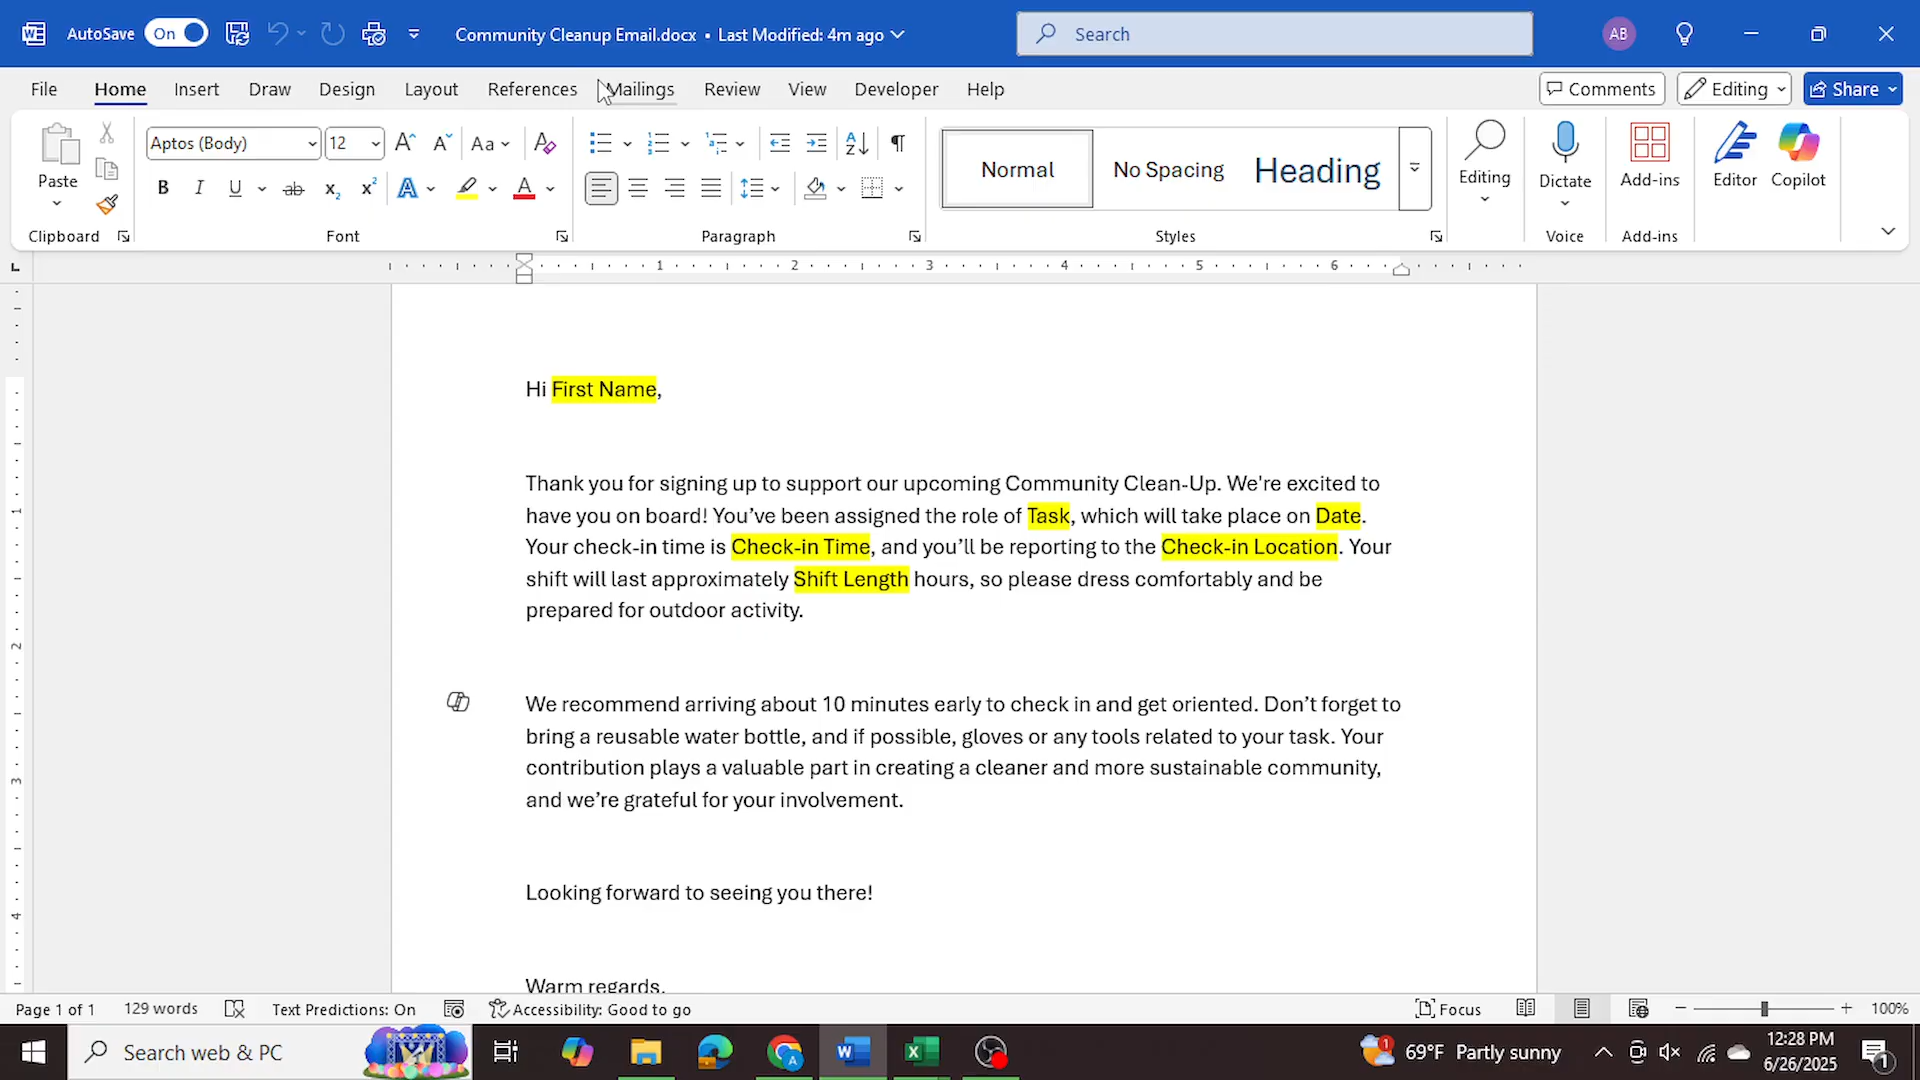 AutoSave On Community Cleanup Email.docx • Last Modified: 4m ago Search AB
File Home Insert Draw Design Layout References Mailings Review View Developer Help Comments Editing Share
Paste Aptos (Body) 12 Aa Normal No Spacing Heading Editing Dictate Add-ins Editor Copilot
Clipboard Font Paragraph Styles Voice Add-ins
1 2 3 4 5 6
Hi First Name,
Thank you for signing up to support our upcoming Community Clean-Up. We're excited to
have you on board! You’ve been assigned the role of Task, which will take place on Date.
Your check-in time is Check-in Time, and you’ll be reporting to the Check-in Location. Your
shift will last approximately Shift Length hours, so please dress comfortably and be
prepared for outdoor activity.
We recommend arriving about 10 minutes early to check in and get oriented. Don’t forget to
bring a reusable water bottle, and if possible, gloves or any tools related to your task. Your
contribution plays a valuable part in creating a cleaner and more sustainable community,
and we’re grateful for your involvement.
Looking forward to seeing you there!
Warm regards,
Page 1 of 1 129 words Text Predictions: On Accessibility: Good to go Focus 100%
Search web & PC 69°F Partly sunny 12:28 PM
6/26/2025